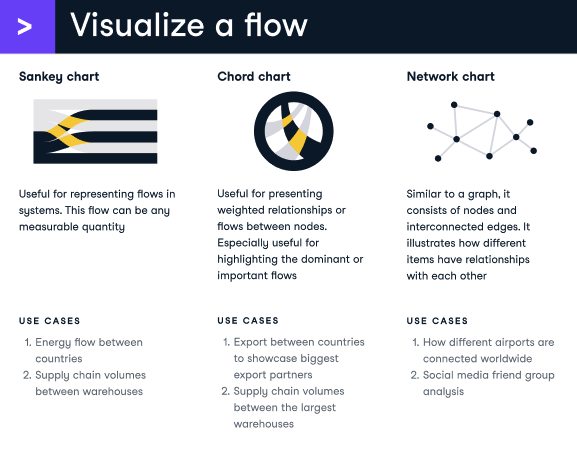 > Visualize a flow
Sankey chart
Useful for representing flows in
systems. This flow can be any
measurable quantity
USE CASES
1. Energy flow between
countries
2. Supply chain volumes
between warehouses
Chord chart
Useful for presenting
weighted relationships or
flows between nodes.
Especially useful for
highlighting the dominant or
important flows
USE CASES
1. Export between countries
to showcase biggest
export partners
2. Supply chain volumes
between the largest
warehouses
Network chart
Similar to a graph, it
consists of nodes and
interconnected edges. It
illustrates how different
items have relationships
with each other
USE CASES
1. How different airports are
connected worldwide
2. Social media friend group
analysis